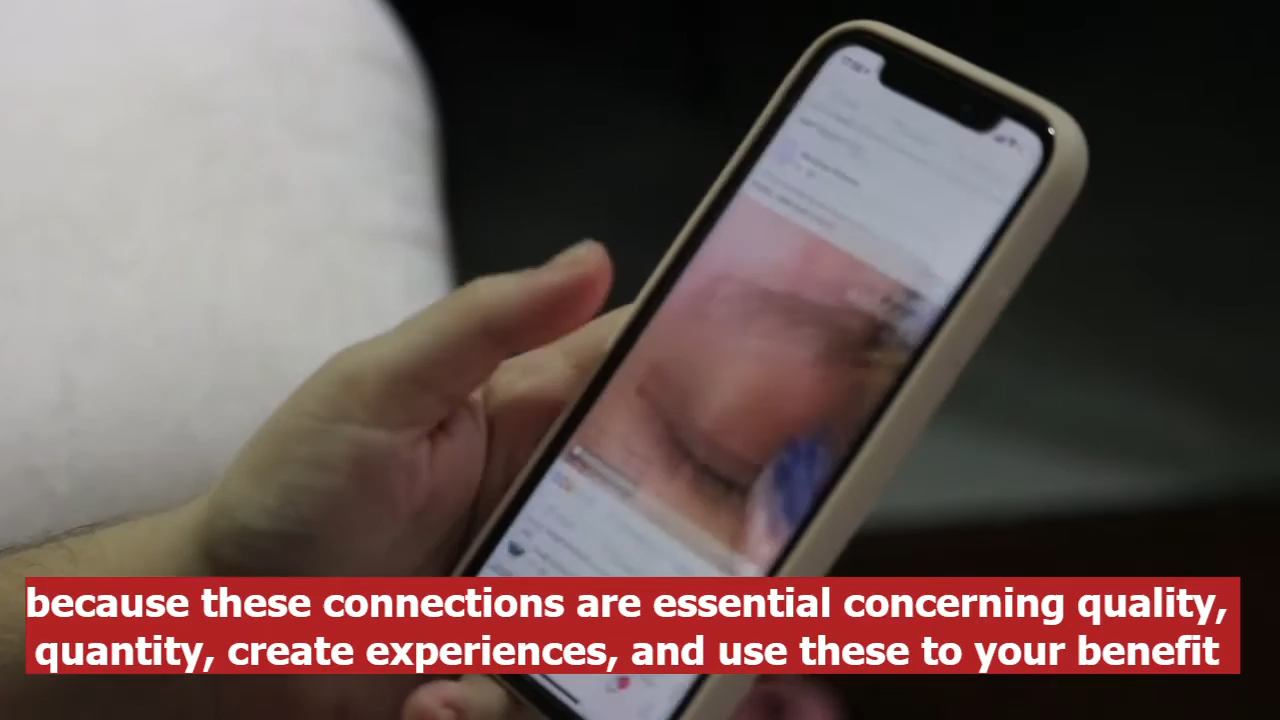 because these connections are essential concerning quality,
quantity, create experiences, and use these to your benefit